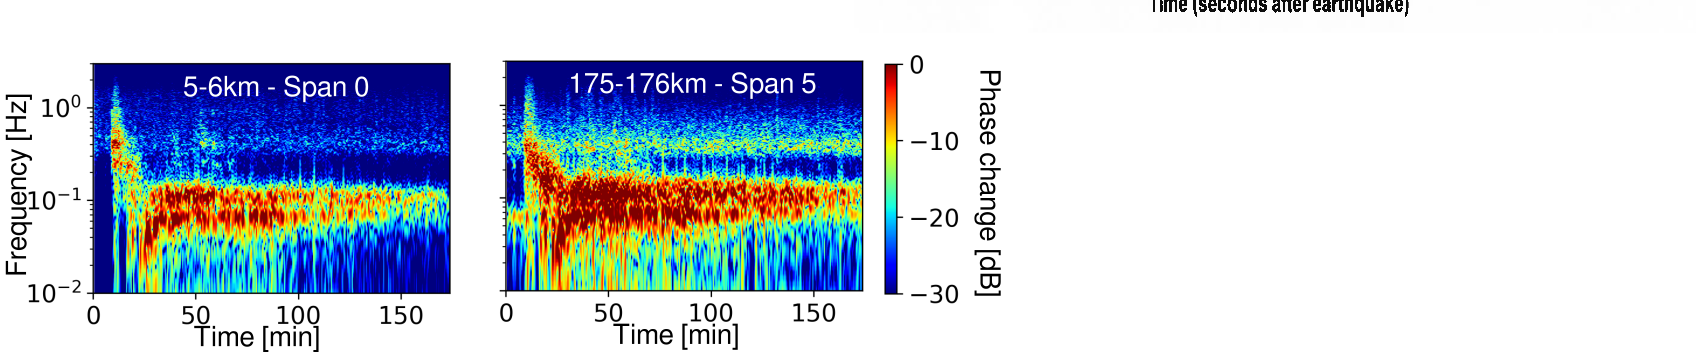 Time (seconds after earthquake)
5-6km - Span 0
175-176km - Span 5
Frequency [Hz]
10⁰
10⁻¹
10⁻²
0
50
100
150
Time [min]
0
50
100
150
Time [min]
0
−10
−20
−30
Phase change [dB]